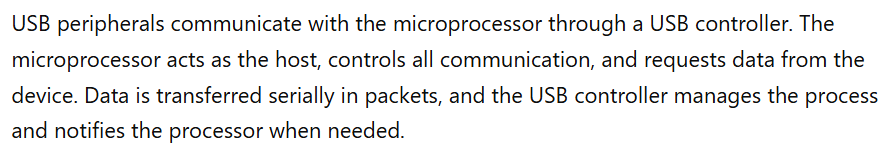 USB peripherals communicate with the microprocessor through a USB controller. The
microprocessor acts as the host, controls all communication, and requests data from the
device. Data is transferred serially in packets, and the USB controller manages the process
and notifies the processor when needed.